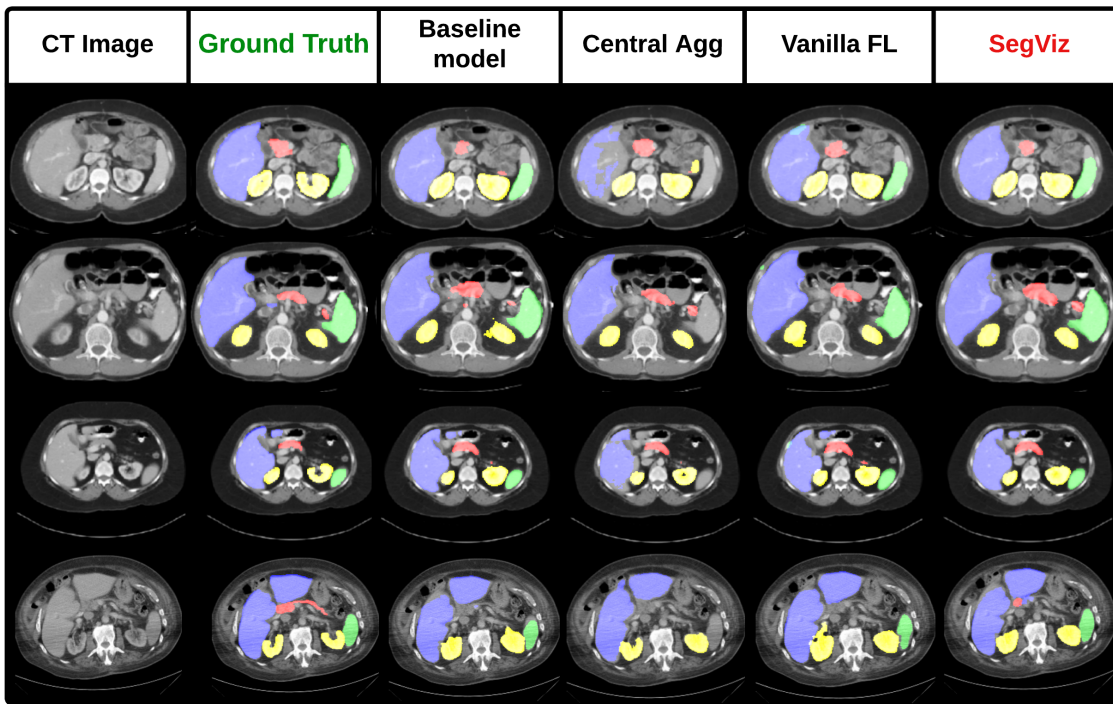 CT Image
Ground Truth
Baseline
model
Central Agg
Vanilla FL
SegViz